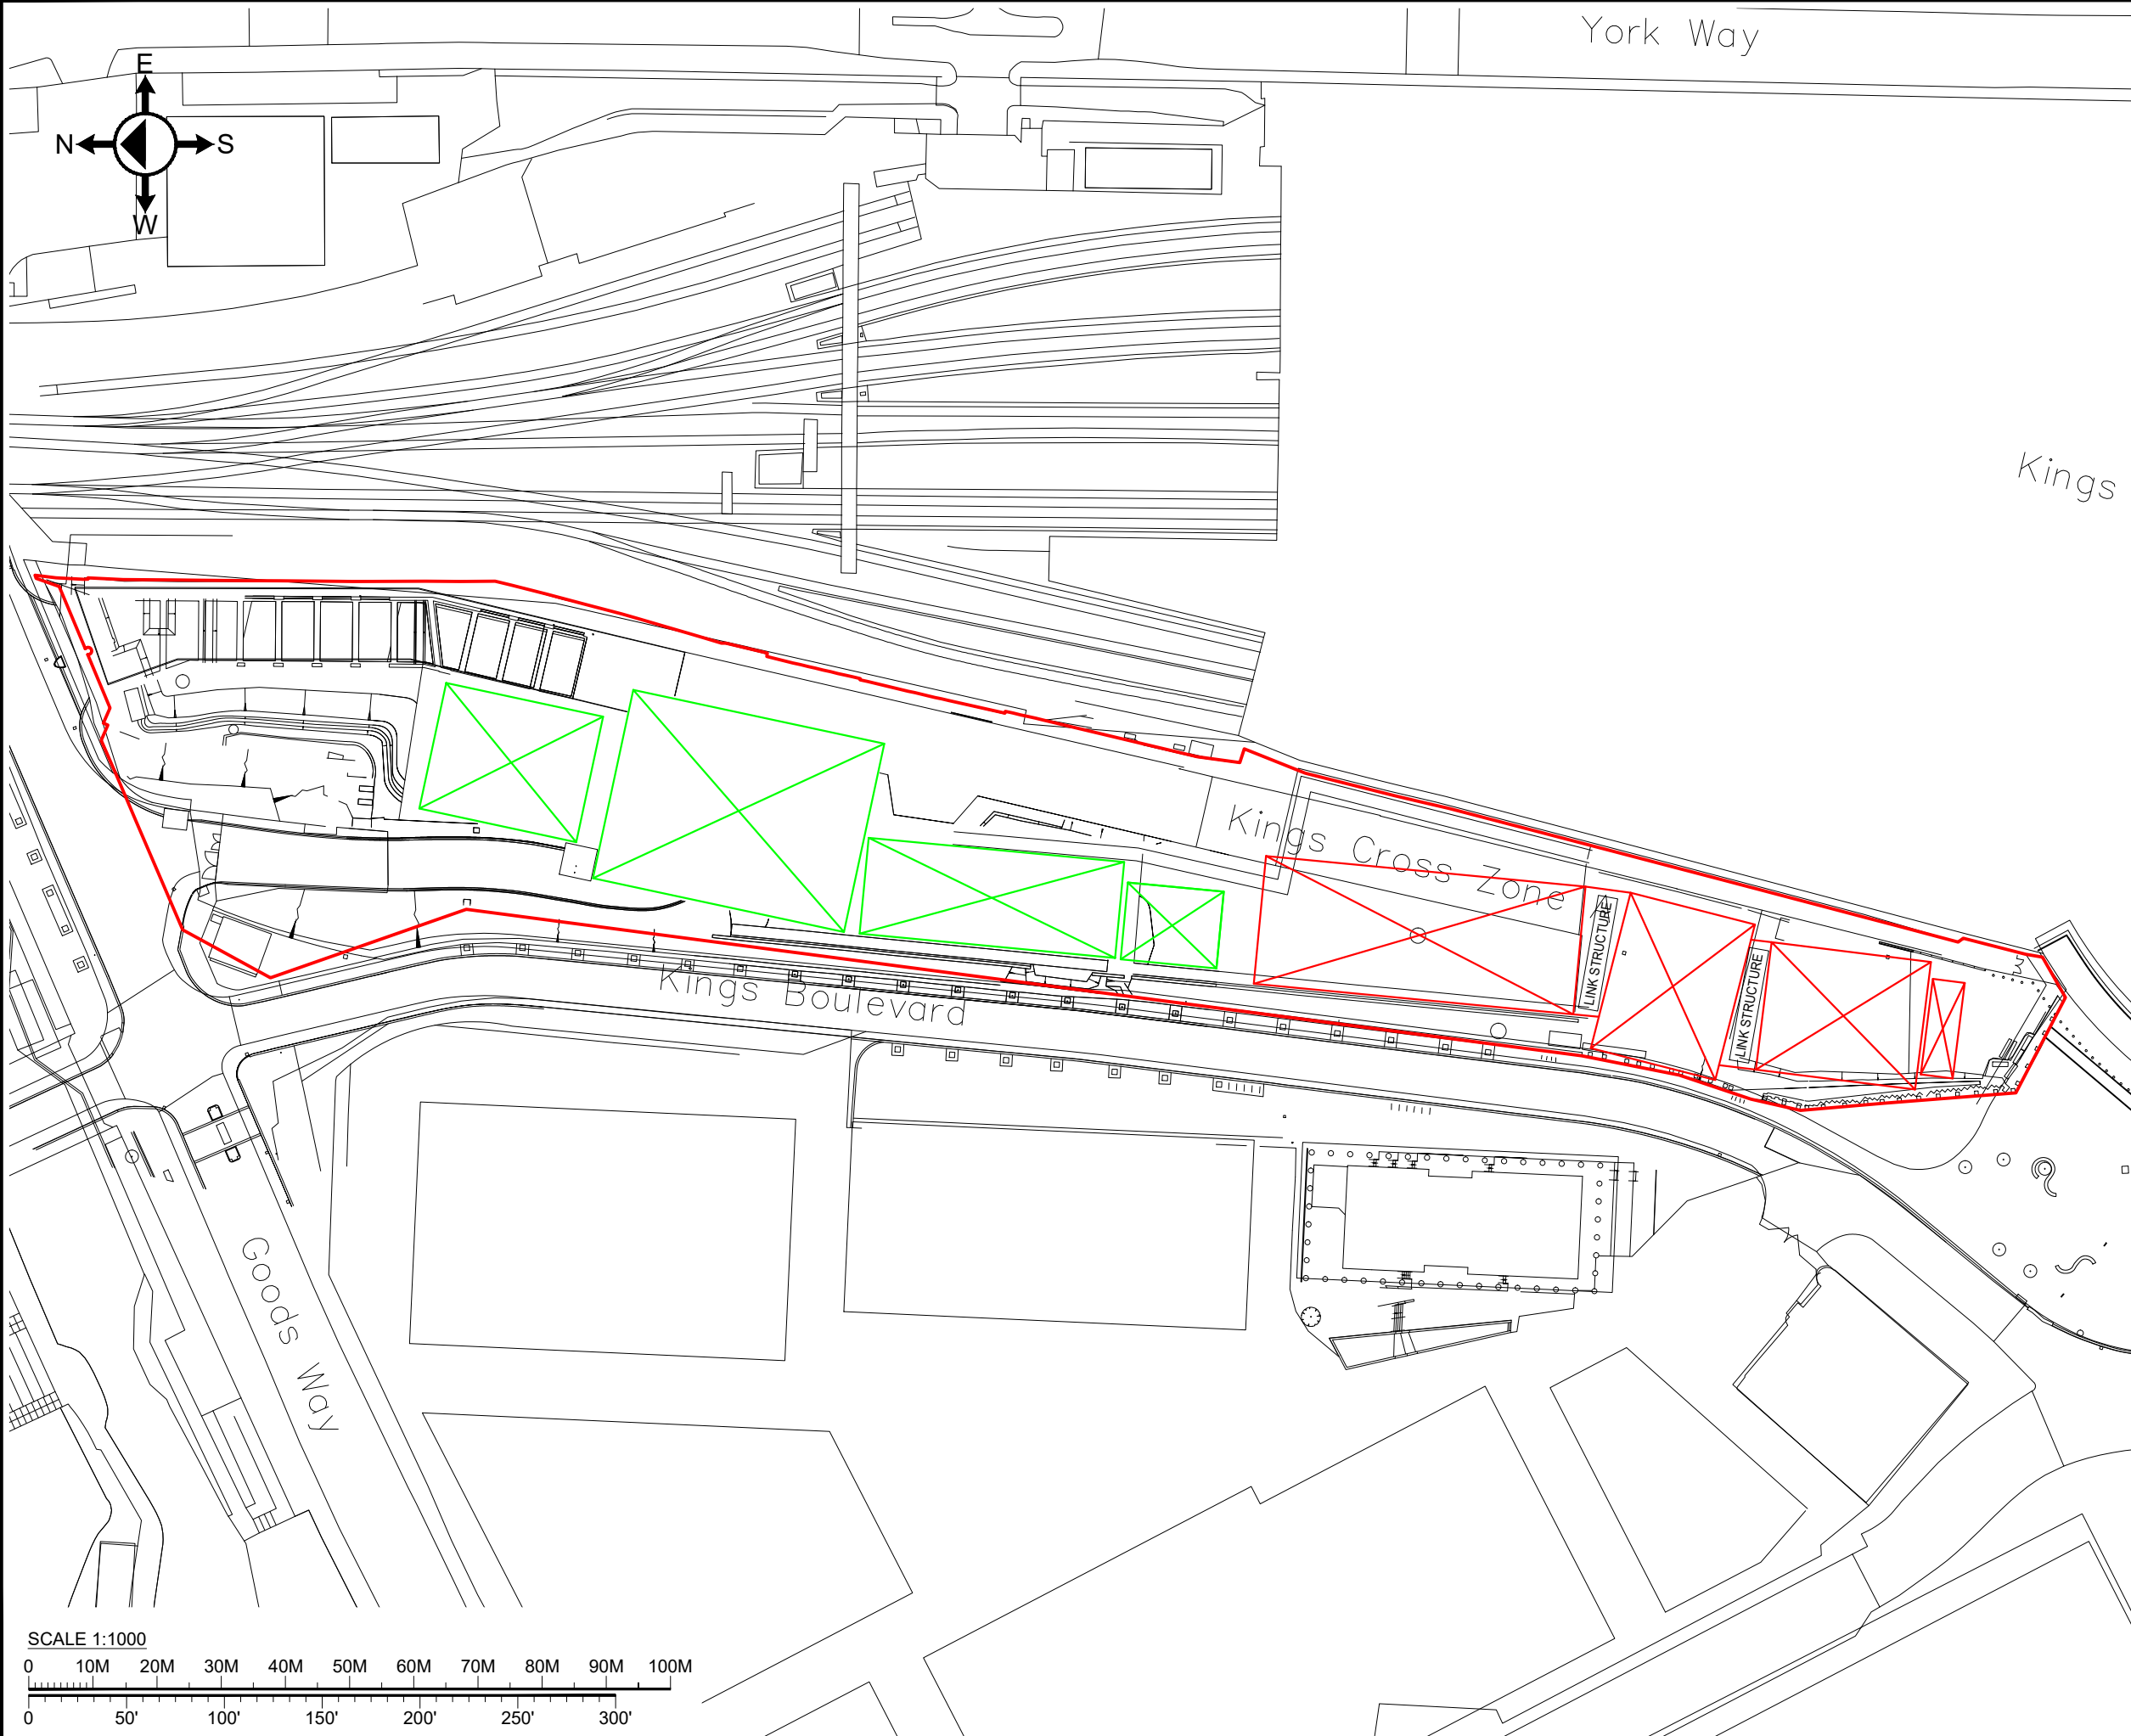 York Way
E
N S
W
Kings
Kings Cross Zone A
LINK STRUCTURE
LINK STRUCTURE
Kings Boulevard
Goods Way
SCALE 1:1000
0 10M 20M 30M 40M 50M 60M 70M 80M 90M 100M
0 50' 100' 150' 200' 250' 300'